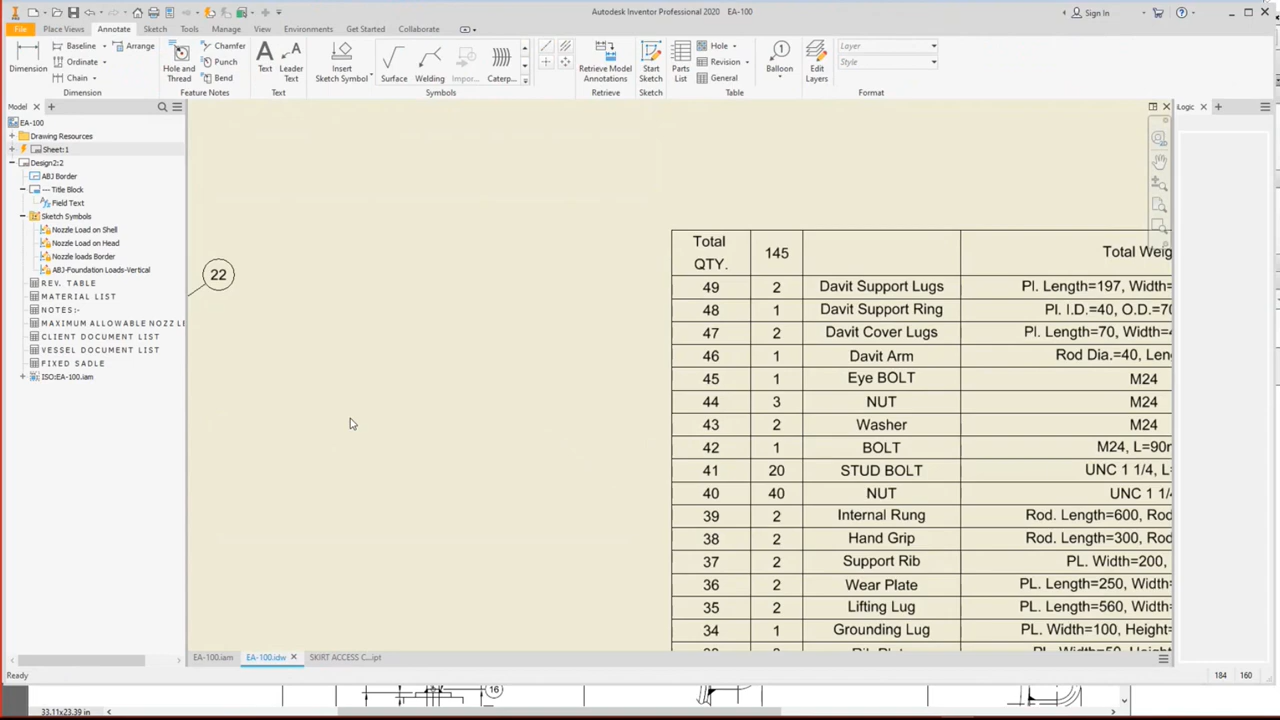 Autodesk Inventor Professional 2020 EA-100
Sign In
File Place Views Annotate Sketch Tools Manage View Environments Get Started Collaborate
Dimension
Baseline
Ordinate
Chain
Arrange
Dimension
Hole and Thread
Chamfer
Punch
Bend
Feature Notes
Text
Leader Text
Text
Insert Sketch Symbol
Surface
Welding
Impor...
Caterp...
Symbols
Retrieve Model Annotations
Retrieve
Start Sketch
Sketch
Parts List
Hole
Revision
General
Table
Balloon
Edit Layers
Layer
Style
Format
Model
iLogic
EA-100
Drawing Resources
Sheet:1
Design2:2
ABJ Border
--- Title Block
Field Text
Sketch Symbols
Nozzle Load on Shell
Nozzle Load on Head
Nozzle loads Border
ABJ-Foundation Loads-Vertical
REV. TABLE
MATERIAL LIST
NOTES:-
MAXIMUM ALLOWABLE NOZZLE
CLIENT DOCUMENT LIST
VESSEL DOCUMENT LIST
FIXED SADLE
ISO:EA-100.iam
22
Total QTY. 145 Total Weig
49 2 Davit Support Lugs Pl. Length=197, Width=
48 1 Davit Support Ring Pl. I.D.=40, O.D.=70
47 2 Davit Cover Lugs Pl. Length=70, Width=4
46 1 Davit Arm Rod Dia.=40, Len
45 1 Eye BOLT M24
44 3 NUT M24
43 2 Washer M24
42 1 BOLT M24, L=90m
41 20 STUD BOLT UNC 1 1/4, L=
40 40 NUT UNC 1 1/4
39 2 Internal Rung Rod. Length=600, Rod
38 2 Hand Grip Rod. Length=300, Rod
37 2 Support Rib PL. Width=200,
36 2 Wear Plate PL. Length=250, Width=
35 2 Lifting Lug PL. Length=560, Width=
34 1 Grounding Lug PL. Width=100, Height=
EA-100.iam EA-100.idw SKIRT ACCESS C...ipt
Ready
184 160
16
33.11x23.39 in